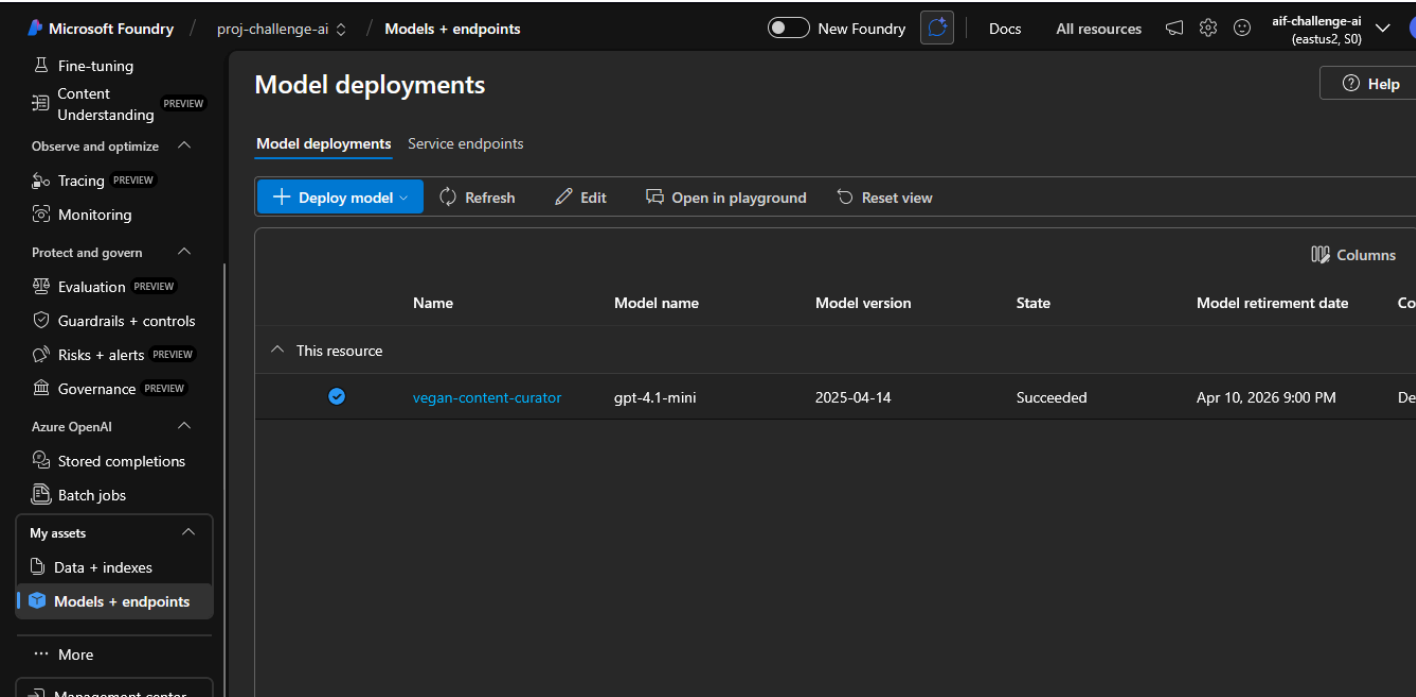 Microsoft Foundry / proj-challenge-ai / Models + endpoints
New Foundry
Docs
All resources
aif-challenge-ai
(eastus2, S0)
Fine-tuning
Content
Understanding
PREVIEW
Observe and optimize
Tracing PREVIEW
Monitoring
Protect and govern
Evaluation PREVIEW
Guardrails + controls
Risks + alerts PREVIEW
Governance PREVIEW
Azure OpenAI
Stored completions
Batch jobs
My assets
Data + indexes
Models + endpoints
More
Management center
Model deployments
Help
Model deployments Service endpoints
Deploy model Refresh Edit Open in playground Reset view
Columns
Name Model name Model version State Model retirement date Co
This resource
vegan-content-curator gpt-4.1-mini 2025-04-14 Succeeded Apr 10, 2026 9:00 PM De